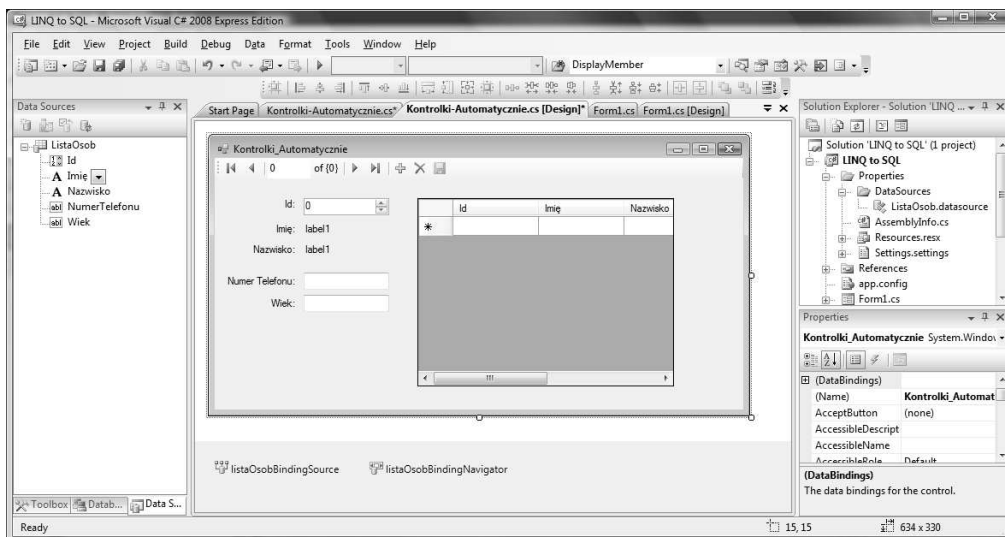 LINQ to SQL - Microsoft Visual C# 2008 Express Edition
File Edit View Project Build Debug Data Format Tools Window Help
DisplayMember
Data Sources
ListaOsob
Id
Imię
Nazwisko
NumerTelefonu
Wiek
Toolbox Datab... Data S...
Start Page Kontrolki-Automatycznie.cs* Kontrolki-Automatycznie.cs [Design]* Form1.cs Form1.cs [Design]
Kontrolki_Automatycznie
0 of {0}
Id: 0
Imię: label1
Nazwisko: label1
Numer Telefonu:
Wiek:
Id Imię Nazwisko
listaOsobBindingSource listaOsobBindingNavigator
Solution Explorer - Solution 'LINQ ...
Solution 'LINQ to SQL' (1 project)
LINQ to SQL
Properties
DataSources
ListaOsob.datasource
AssemblyInfo.cs
Resources.resx
Settings.settings
References
app.config
Form1.cs
Properties
Kontrolki_Automatycznie System.Windov
(DataBindings)
(Name) Kontrolki_Automat
AcceptButton (none)
AccessibleDescript
AccessibleName
AccessibleRole Default
(DataBindings)
The data bindings for the control.
Ready 15, 15 634 x 330